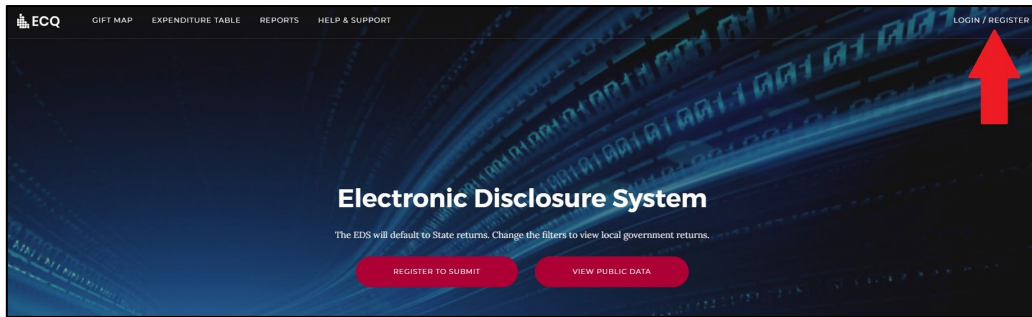 ECQ
GIFT MAP
EXPENDITURE TABLE
REPORTS
HELP & SUPPORT
LOGIN / REGISTER
Electronic Disclosure System
The EDS will default to State returns. Change the filters to view local government returns.
REGISTER TO SUBMIT
VIEW PUBLIC DATA